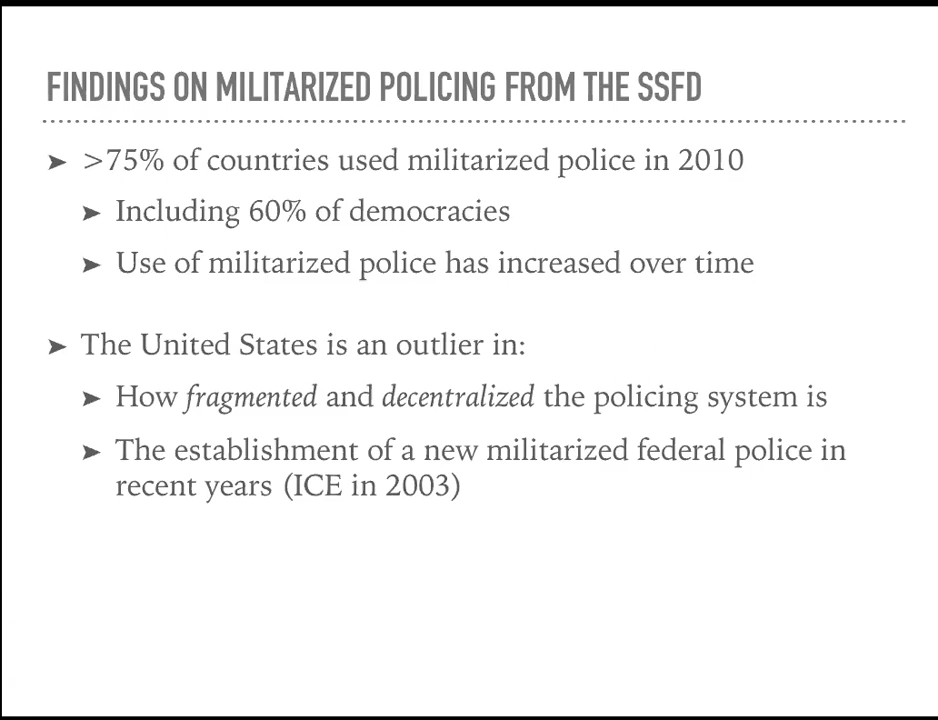 FINDINGS ON MILITARIZED POLICING FROM THE SSFD
➤ >75% of countries used militarized police in 2010
➤ Including 60% of democracies
➤ Use of militarized police has increased over time
➤ The United States is an outlier in:
➤ How fragmented and decentralized the policing system is
➤ The establishment of a new militarized federal police in
recent years (ICE in 2003)